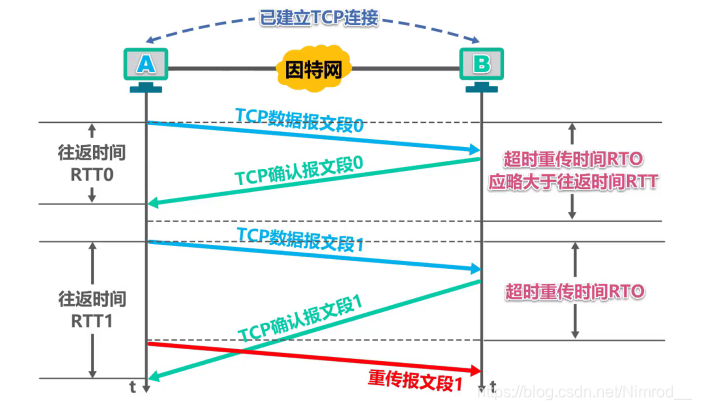 已建立TCP连接
A
因特网
B
TCP数据报文段0
往返时间
RTT0
TCP确认报文段0
超时重传时间RTO
应略大于往返时间RTT
TCP数据报文段1
往返时间
RTT1
TCP确认报文段1
超时重传时间RTO
重传报文段1
t
t
https://blog.csdn.net/Nimrod__